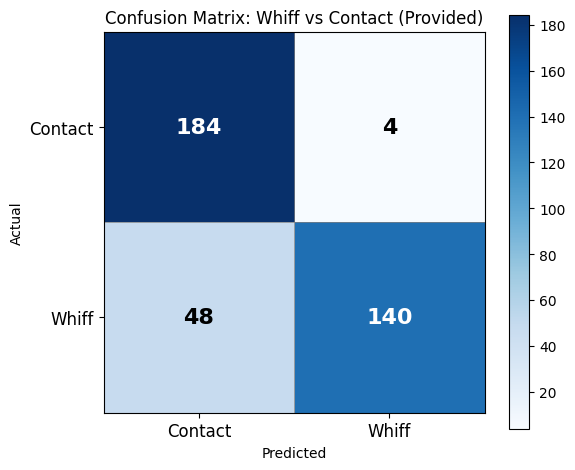 Confusion Matrix: Whiff vs Contact (Provided)
Actual
Contact
184
4
Whiff
48
140
Contact
Whiff
Predicted
180
160
140
120
100
80
60
40
20